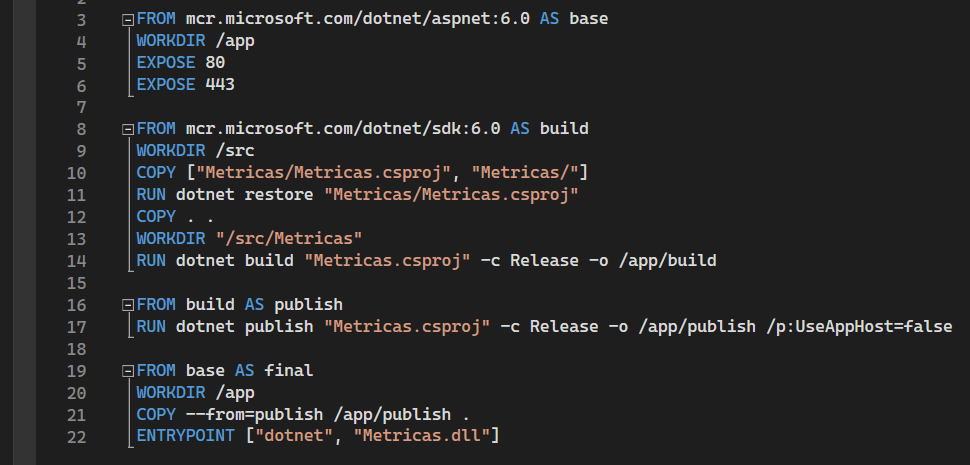 3 FROM mcr.microsoft.com/dotnet/aspnet:6.0 AS base
4 WORKDIR /app
5 EXPOSE 80
6 EXPOSE 443
7
8 FROM mcr.microsoft.com/dotnet/sdk:6.0 AS build
9 WORKDIR /src
10 COPY ["Metricas/Metricas.csproj", "Metricas/"]
11 RUN dotnet restore "Metricas/Metricas.csproj"
12 COPY . .
13 WORKDIR "/src/Metricas"
14 RUN dotnet build "Metricas.csproj" -c Release -o /app/build
15
16 FROM build AS publish
17 RUN dotnet publish "Metricas.csproj" -c Release -o /app/publish /p:UseAppHost=false
18
19 FROM base AS final
20 WORKDIR /app
21 COPY --from=publish /app/publish .
22 ENTRYPOINT ["dotnet", "Metricas.dll"]